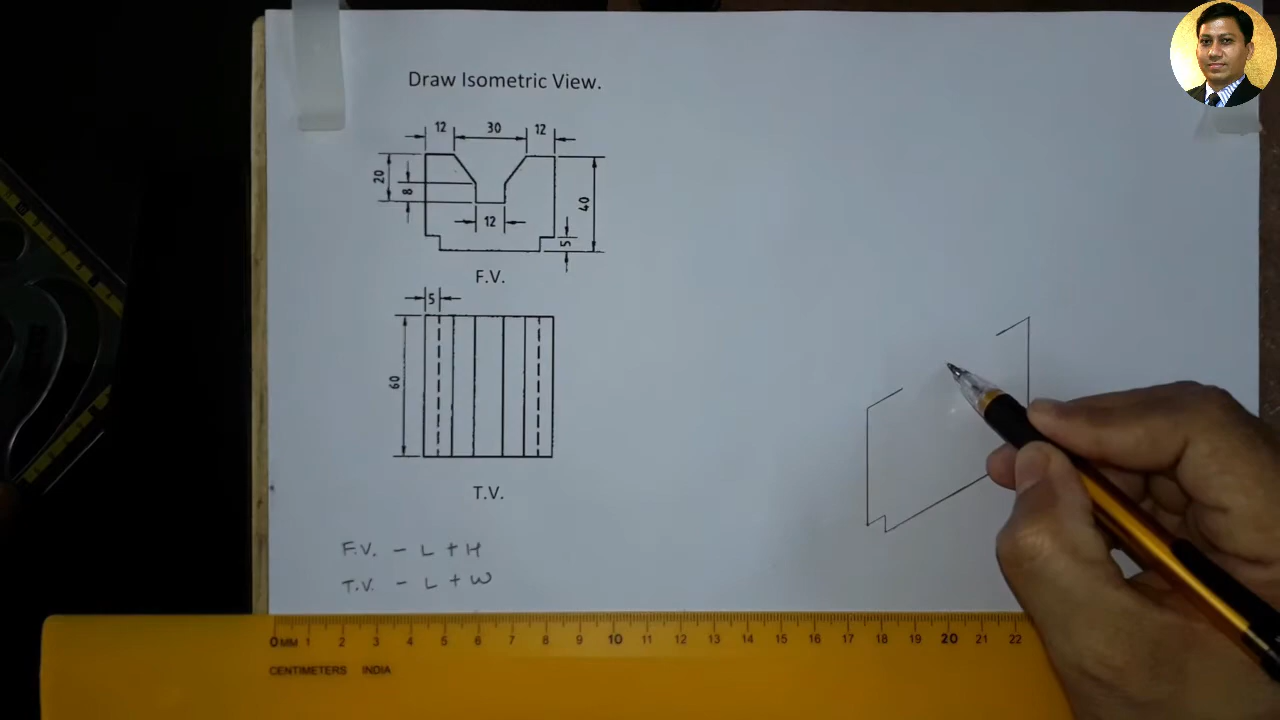 Draw Isometric View.
12 30 12
20
8
40
12
5
F.V.
5
60
T.V.
F.V. - L + H
T.V. - L + W
0 MM 1 2 3 4 5 6 7 8 9 10 11 12 13 14 15 16 17 18 19 20 21 22
CENTIMETERS INDIA